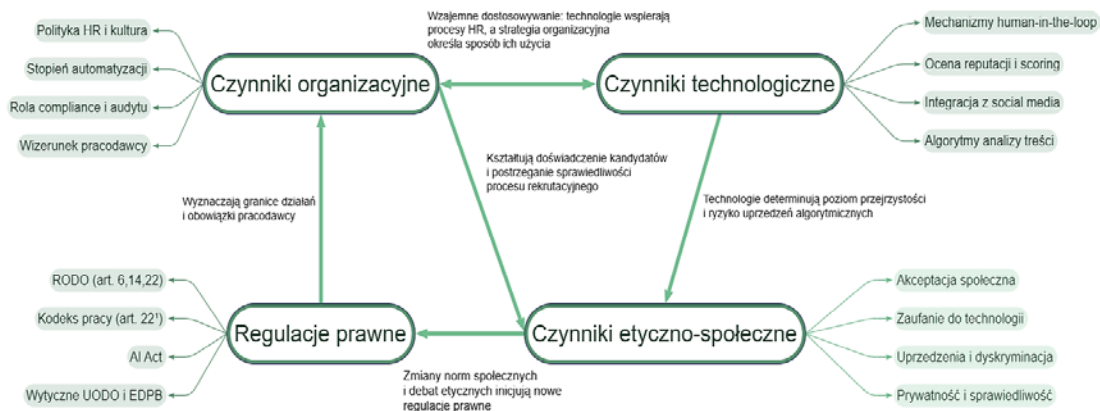 Wzajemne dostosowywanie: technologie wspierają
procesy HR, a strategia organizacyjna
określa sposób ich użycia
Polityka HR i kultura
Stopień automatyzacji
Rola compliance i audytu
Wizerunek pracodawcy
Czynniki organizacyjne
Czynniki technologiczne
Mechanizmy human-in-the-loop
Ocena reputacji i scoring
Integracja z social media
Algorytmy analizy treści
Kształtują doświadczenie kandydatów
i postrzeganie sprawiedliwości
procesu rekrutacyjnego
Wyznaczają granice działań
i obowiązki pracodawcy
Technologie determinują poziom przejrzystości
i ryzyko uprzedzeń algorytmicznych
RODO (art. 6,14,22)
Kodeks pracy (art. 22¹)
AI Act
Wytyczne UODO i EDPB
Regulacje prawne
Czynniki etyczno-społeczne
Akceptacja społeczna
Zaufanie do technologii
Uprzedzenia i dyskryminacja
Prywatność i sprawiedliwość
Zmiany norm społecznych
i debat etycznych inicjują nowe
regulacje prawne